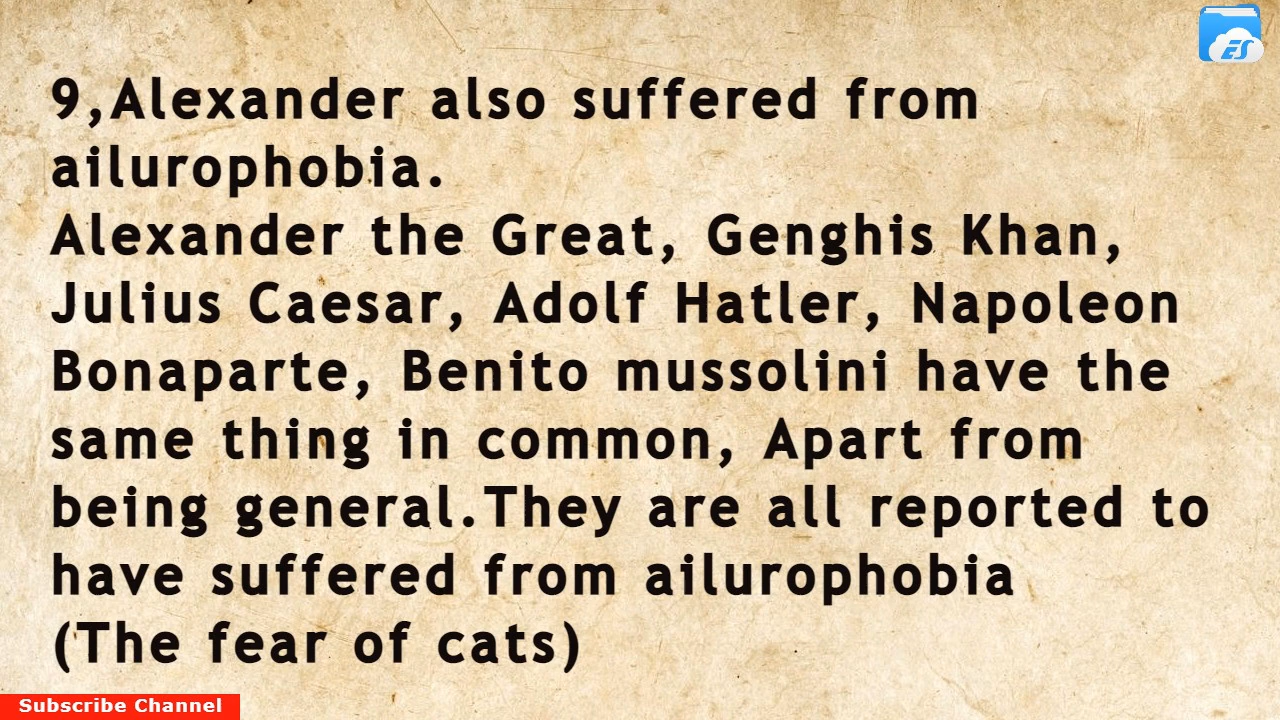 ES
9,Alexander also suffered from
ailurophobia.
Alexander the Great, Genghis Khan,
Julius Caesar, Adolf Hatler, Napoleon
Bonaparte, Benito mussolini have the
same thing in common, Apart from
being general.They are all reported to
have suffered from ailurophobia
(The fear of cats)
Subscribe Channel